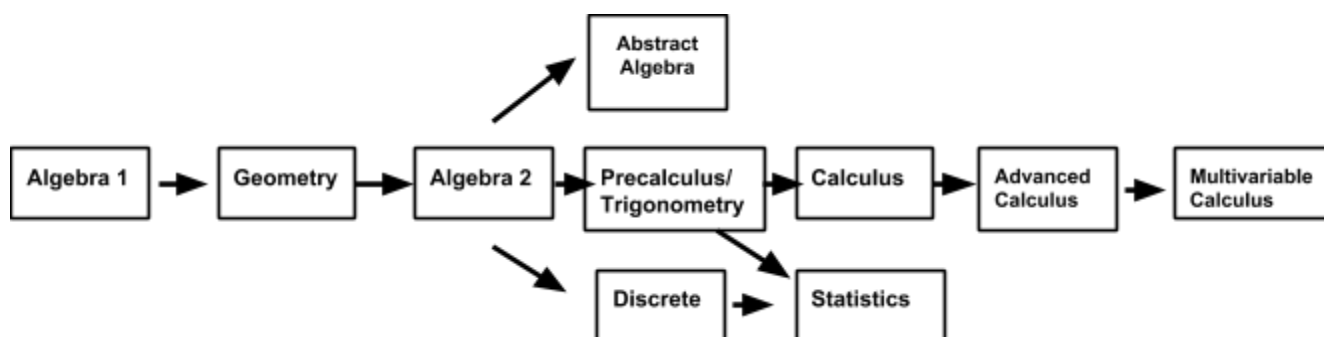 Abstract
Algebra
Algebra 1
Geometry
Algebra 2
Precalculus/
Trigonometry
Calculus
Advanced
Calculus
Multivariable
Calculus
Discrete
Statistics